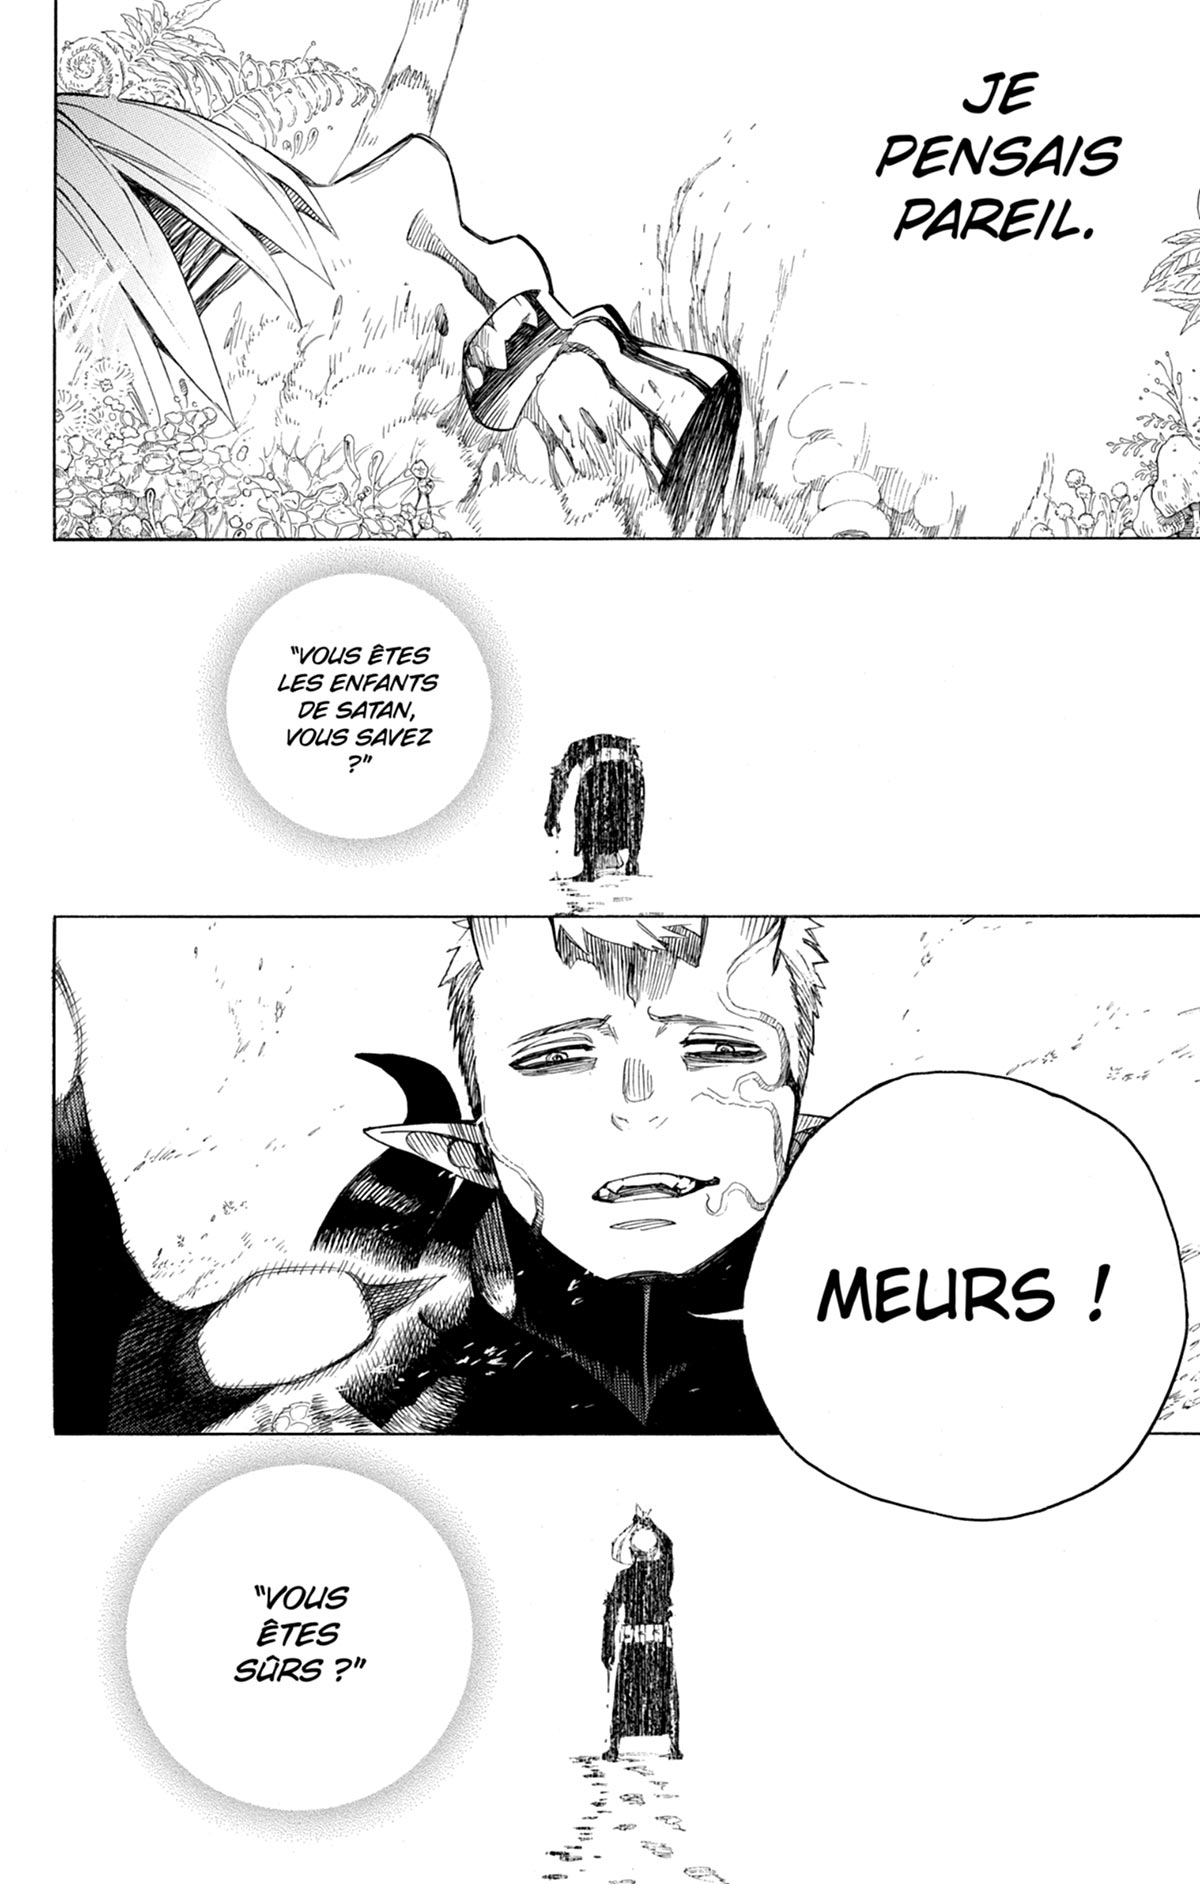 JE
PENSAIS
PAREIL.
"VOUS ÊTES
LES ENFANTS
DE SATAN,
VOUS SAVEZ
?"
MEURS !
"VOUS
ÊTES
SÛRS ?"